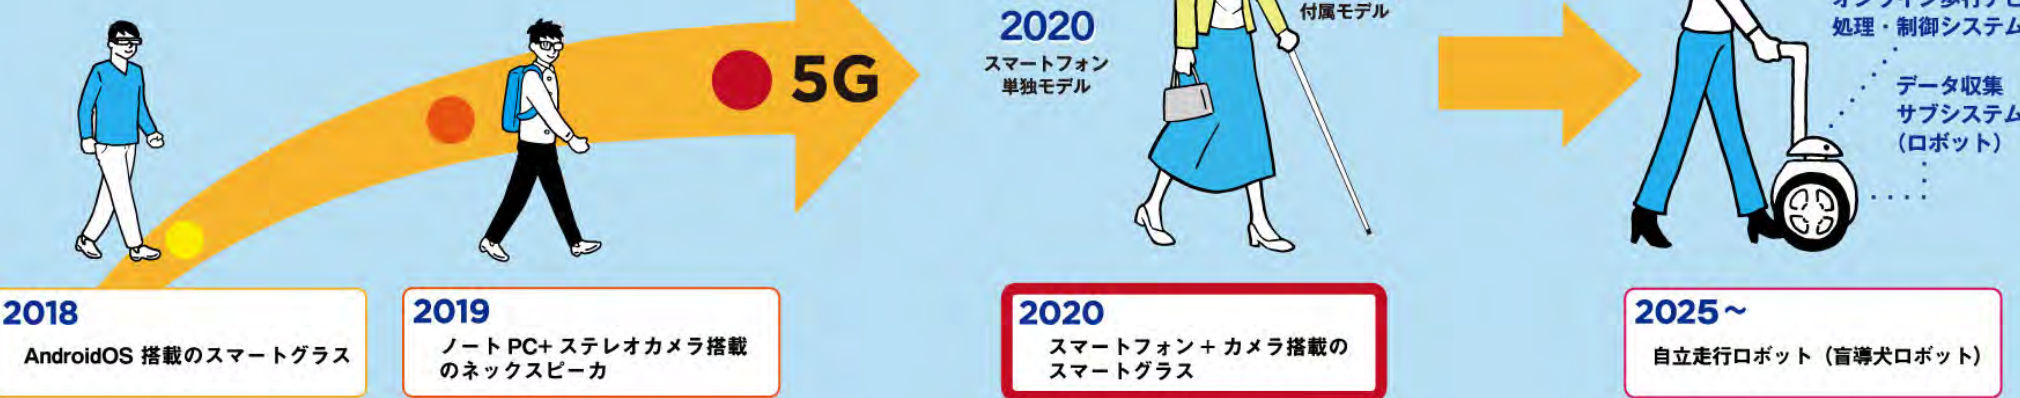 付属モデル
2020
スマートフォン
単独モデル
5G
処理・制御システム
データ収集
サブシステム
(ロボット)
2018
AndroidOS 搭載のスマートグラス
2019
ノート PC+ ステレオカメラ搭載
のネックスピーカ
2020
スマートフォン + カメラ搭載の
スマートグラス
2025～
自立走行ロボット（盲導犬ロボット）